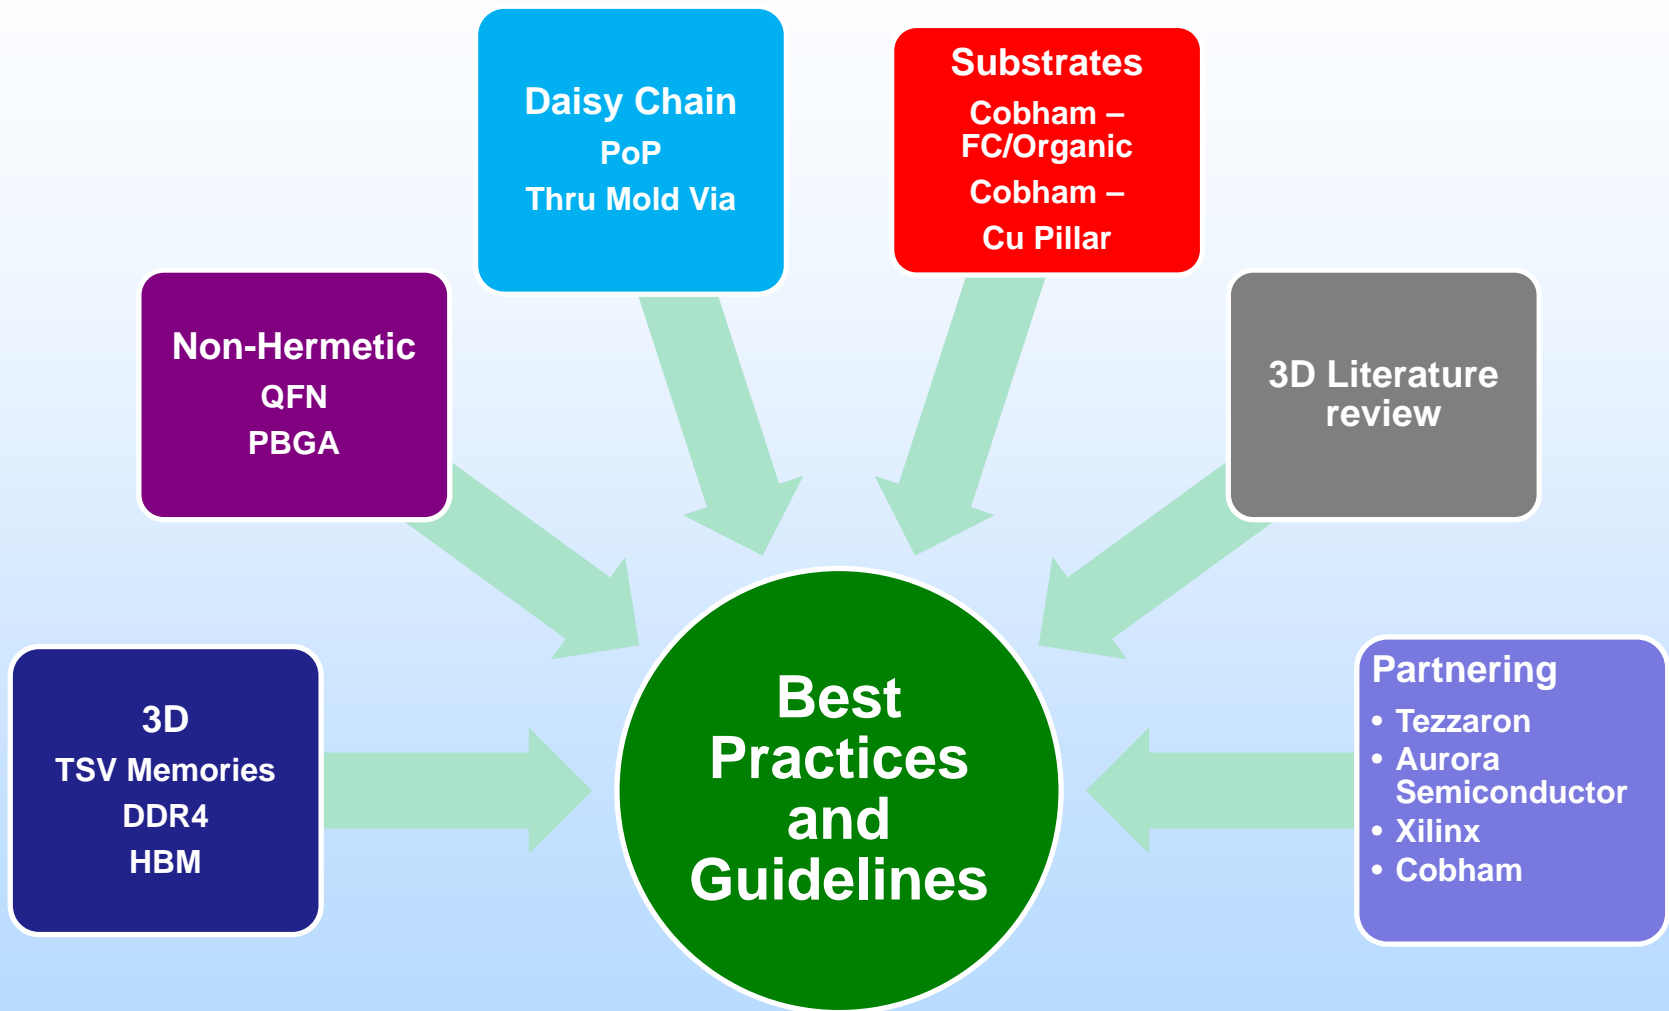 Daisy Chain
PoP
Thru Mold Via
Substrates
Cobham –
FC/Organic
Cobham –
Cu Pillar
Non-Hermetic
QFN
PBGA
3D Literature
review
3D
TSV Memories
DDR4
HBM
Best
Practices
and
Guidelines
Partnering
• Tezzaron
• Aurora
Semiconductor
• Xilinx
• Cobham